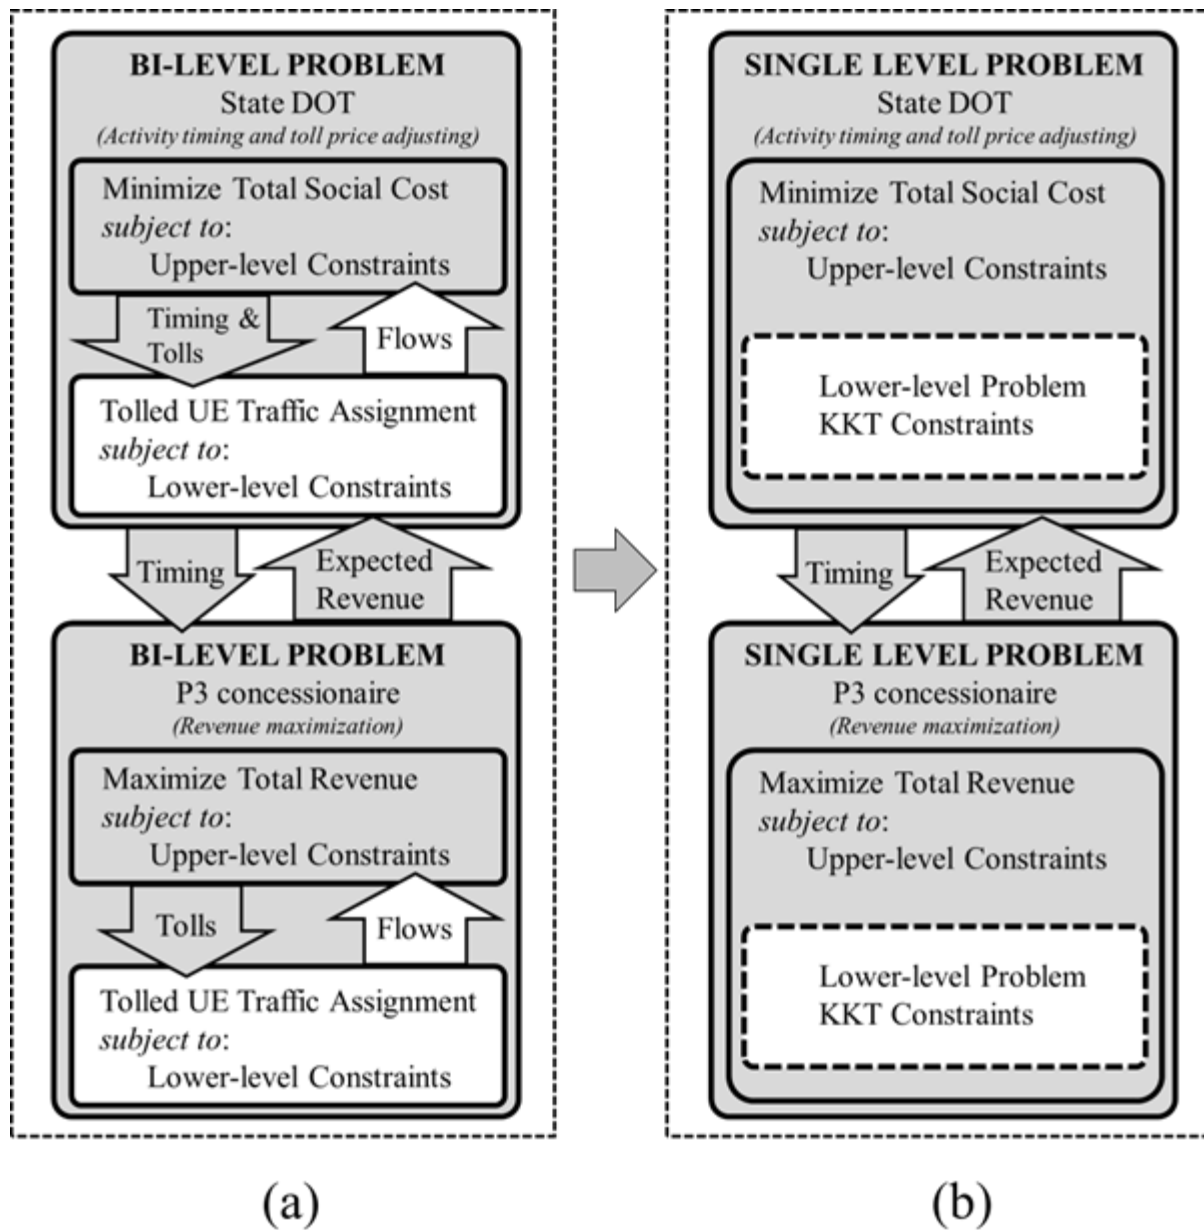 BI-LEVEL PROBLEM
State DOT
(Activity timing and toll price adjusting)
Minimize Total Social Cost
subject to:
Upper-level Constraints
Timing &
Tolls
Flows
Tolled UE Traffic Assignment
subject to:
Lower-level Constraints
Timing
Expected
Revenue
BI-LEVEL PROBLEM
P3 concessionaire
(Revenue maximization)
Maximize Total Revenue
subject to:
Upper-level Constraints
Tolls
Flows
Tolled UE Traffic Assignment
subject to:
Lower-level Constraints
(a)
SINGLE LEVEL PROBLEM
State DOT
(Activity timing and toll price adjusting)
Minimize Total Social Cost
subject to:
Upper-level Constraints
Lower-level Problem
KKT Constraints
Timing
Expected
Revenue
SINGLE LEVEL PROBLEM
P3 concessionaire
(Revenue maximization)
Maximize Total Revenue
subject to:
Upper-level Constraints
Lower-level Problem
KKT Constraints
(b)